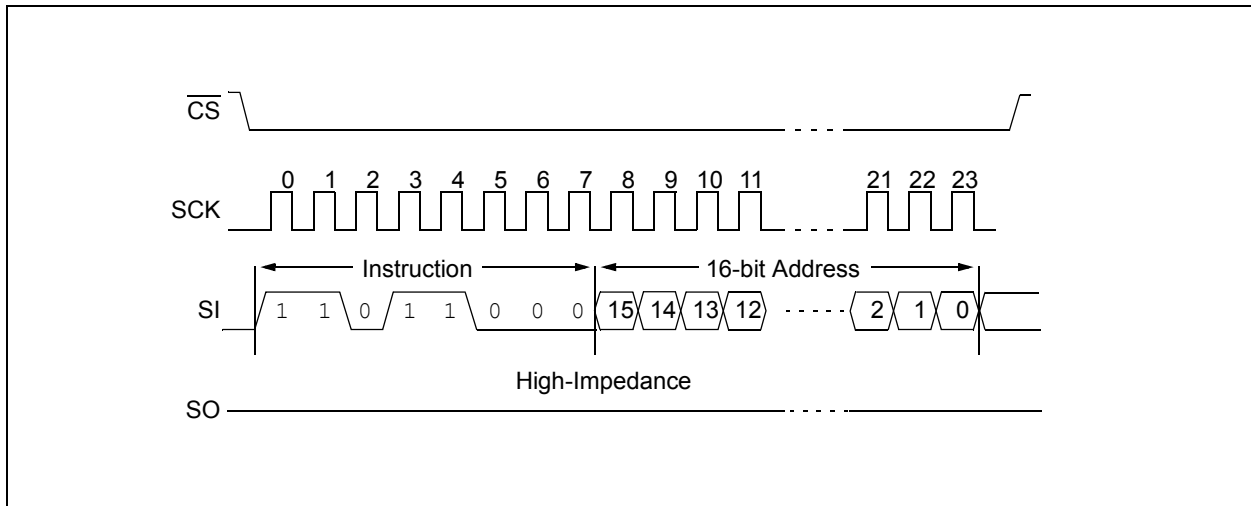 CS
0 1 2 3 4 5 6 7 8 9 10 11 21 22 23
SCK
Instruction 16-bit Address
SI 1 1 0 1 1 0 0 0 15 14 13 12 2 1 0
High-Impedance
SO